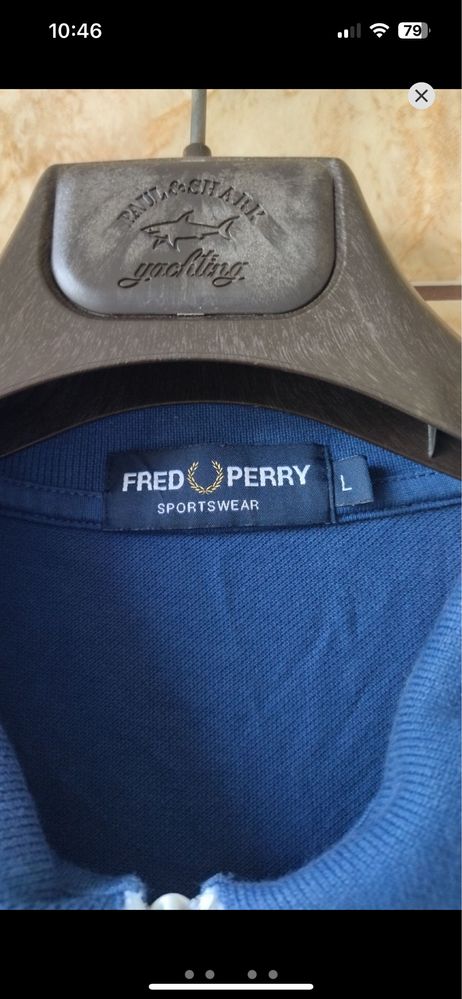 10:46
79
PAUL & SHARK
yachting
FRED PERRY
L
SPORTSWEAR